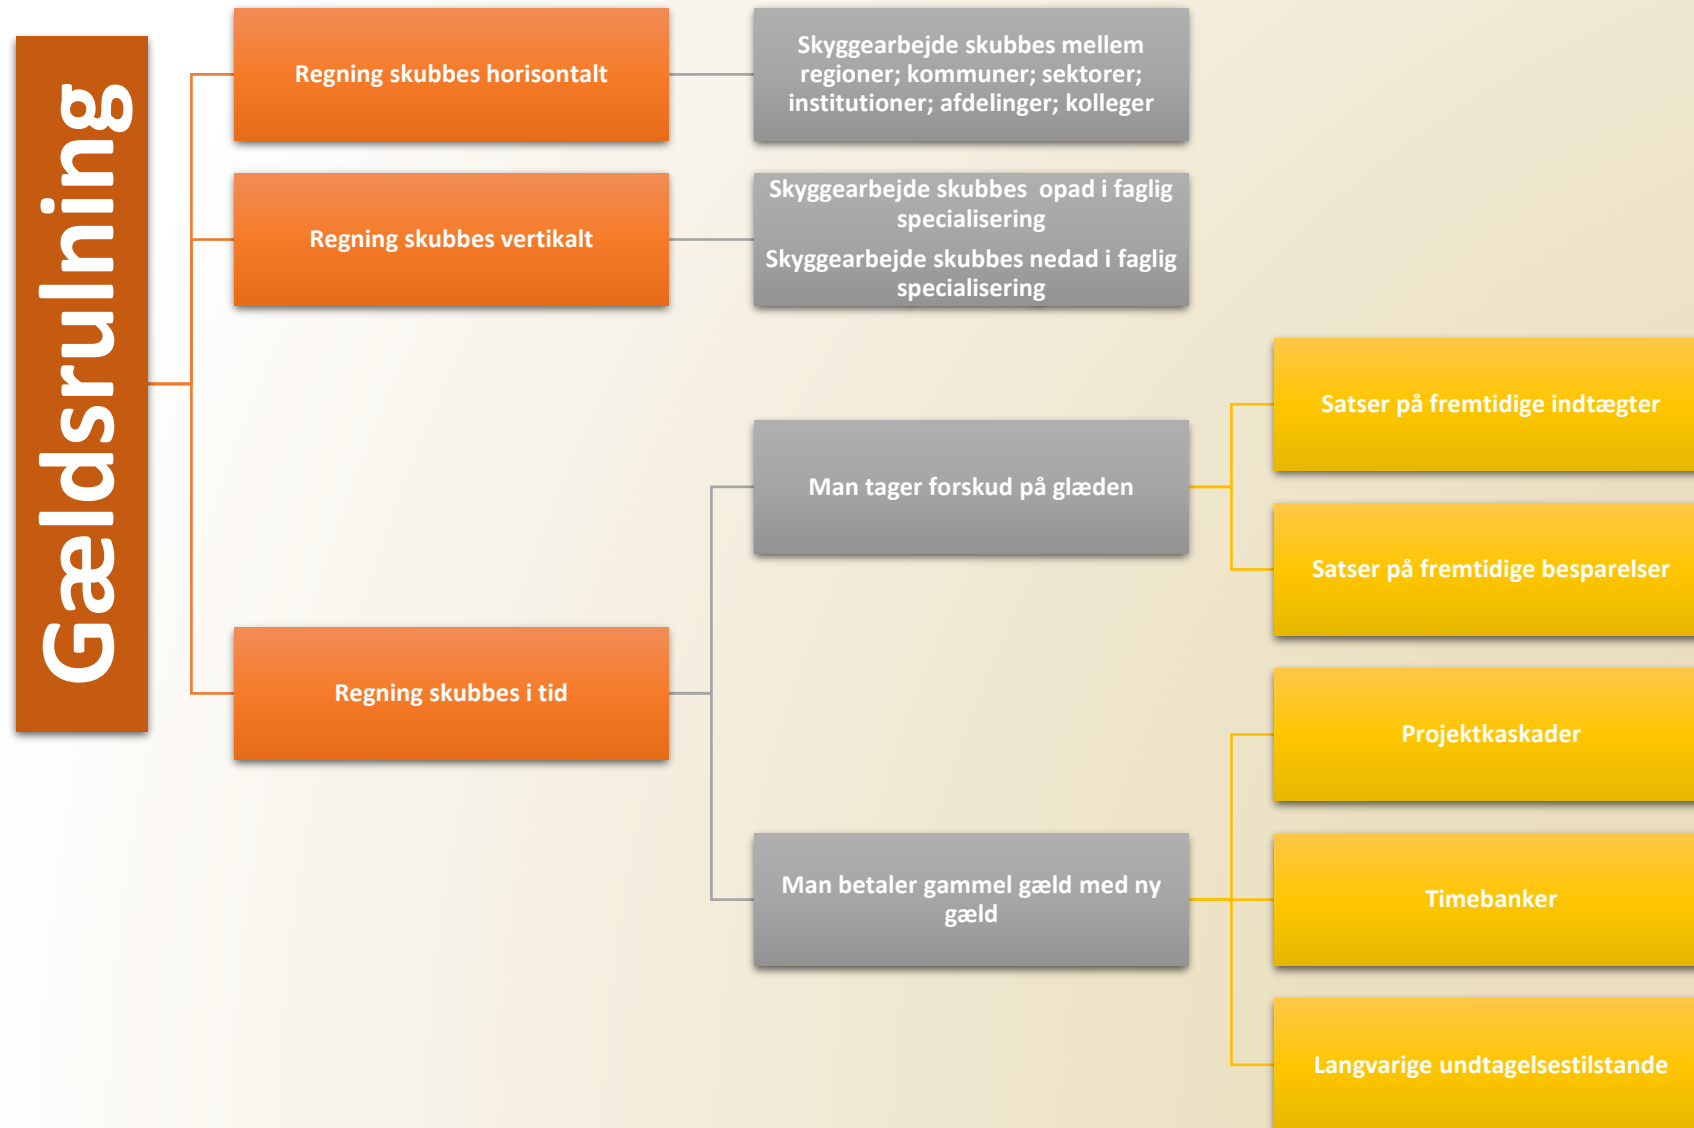 Gældsrulning
Regning skubbes horisontalt
Skyggearbejde skubbes mellem
regioner; kommuner; sektorer;
institutioner; afdelinger; kolleger
Regning skubbes vertikalt
Skyggearbejde skubbes  opad i faglig
specialisering
Skyggearbejde skubbes nedad i faglig
specialisering
Regning skubbes i tid
Man tager forskud på glæden
Satser på fremtidige indtægter
Satser på fremtidige besparelser
Man betaler gammel gæld med ny
gæld
Projektkaskader
Timebanker
Langvarige undtagelsestilstande